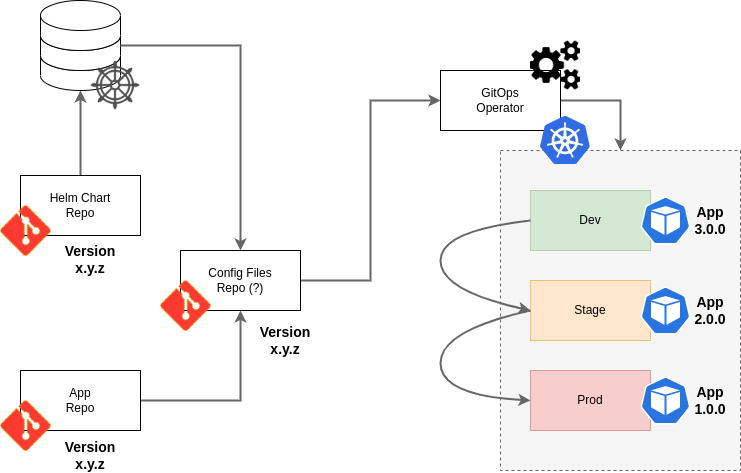 GitOps
Operator
Helm Chart
Repo
Version
x.y.z
Config Files
Repo (?)
Version
x.y.z
App
Repo
Version
x.y.z
Dev
App
3.0.0
Stage
App
2.0.0
Prod
App
1.0.0